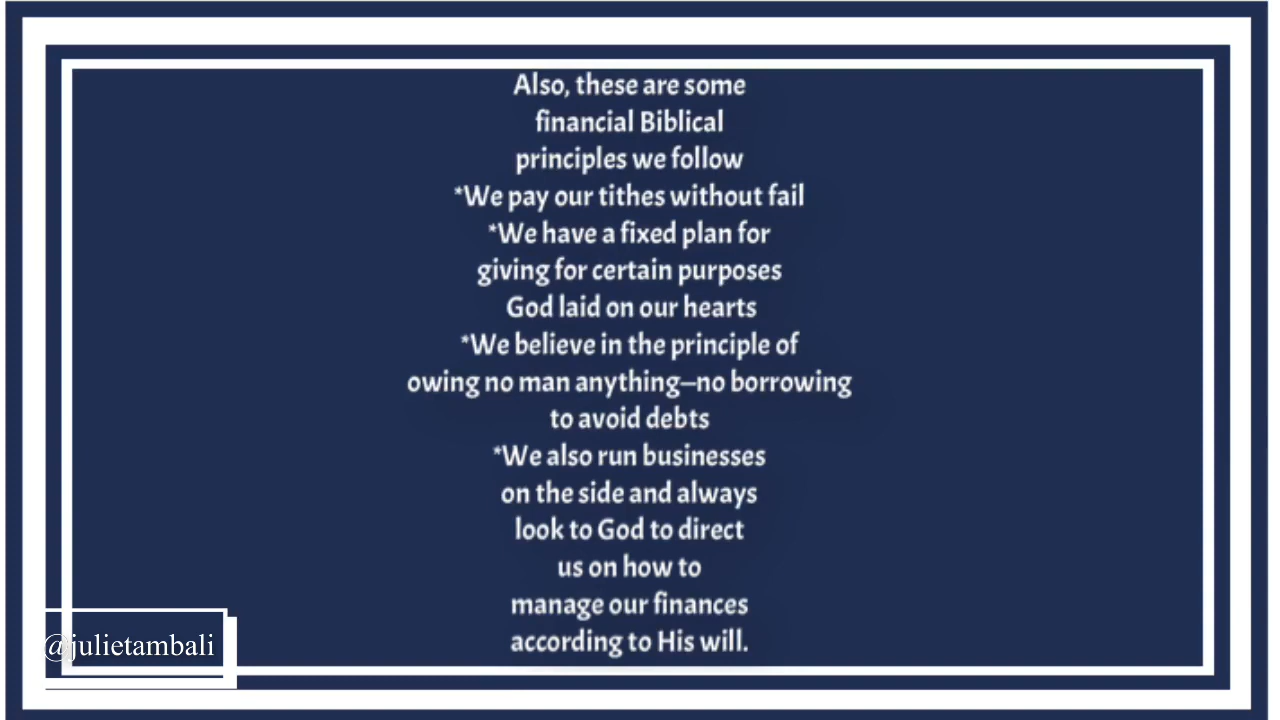 Also, these are some
financial Biblical
principles we follow
*We pay our tithes without fail
*We have a fixed plan for
giving for certain purposes
God laid on our hearts
*We believe in the principle of
owing no man anything—no borrowing
to avoid debts
*We also run businesses
on the side and always
look to God to direct
us on how to
manage our finances
according to His will.
@julietambali